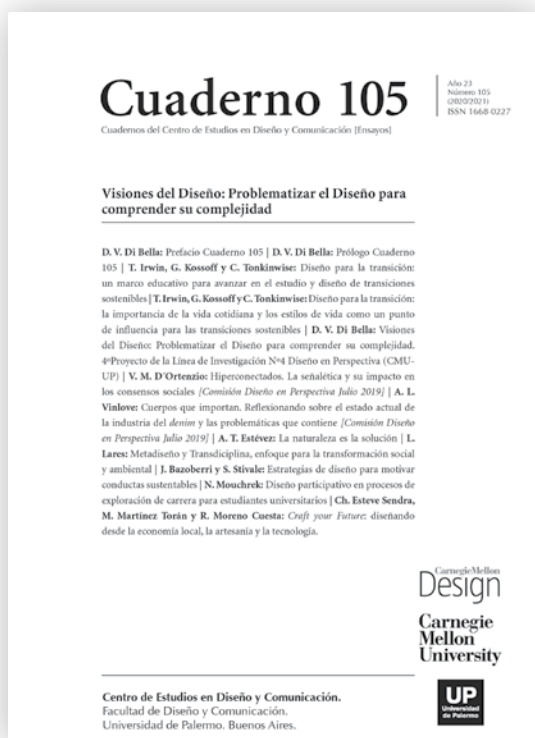 Cuaderno 105
Cuadernos del Centro de Estudios en Diseño y Comunicación [Ensayos]
Año 23
Número 105
(2020/2021)
ISSN 1668-0227
Visiones del Diseño: Problematizar el Diseño para
comprender su complejidad
D. V. Di Bella: Prefacio Cuaderno 105 | D. V. Di Bella: Prólogo Cuaderno
105 | T. Irwin, G. Kossoff y C. Tonkinwise: Diseño para la transición:
un marco educativo para avanzar en el estudio y diseño de transiciones
sostenibles | T. Irwin, G. Kossoff y C. Tonkinwise: Diseño para la transición:
la importancia de la vida cotidiana y los estilos de vida como un punto
de influencia para las transiciones sostenibles | D. V. Di Bella: Visiones
del Diseño: Problematizar el Diseño para comprender su complejidad.
4ºProyecto de la Línea de Investigación Nº4 Diseño en Perspectiva (CMU-
UP) | V. M. D'Ortenzio: Hiperconectados. La señalética y su impacto en
los consensos sociales [Comisión Diseño en Perspectiva Julio 2019] | A. L.
Vinlove: Cuerpos que importan. Reflexionando sobre el estado actual de
la industria del denim y las problemáticas que contiene [Comisión Diseño
en Perspectiva Julio 2019] | A. T. Estévez: La naturaleza es la solución | L.
Lares: Metadiseño y Transdiciplina, enfoque para la transformación social
y ambiental | J. Bazoberri y S. Stivale: Estrategias de diseño para motivar
conductas sustentables | N. Mouchrek: Diseño participativo en procesos de
exploración de carrera para estudiantes universitarios | Ch. Esteve Sendra,
M. Martínez Torán y R. Moreno Cuesta: Craft your Future: diseñando
desde la economía local, la artesanía y la tecnología.
CarnegieMellon
Design
Carnegie
Mellon
University
UP
Universidad
de Palermo
Centro de Estudios en Diseño y Comunicación.
Facultad de Diseño y Comunicación.
Universidad de Palermo. Buenos Aires.